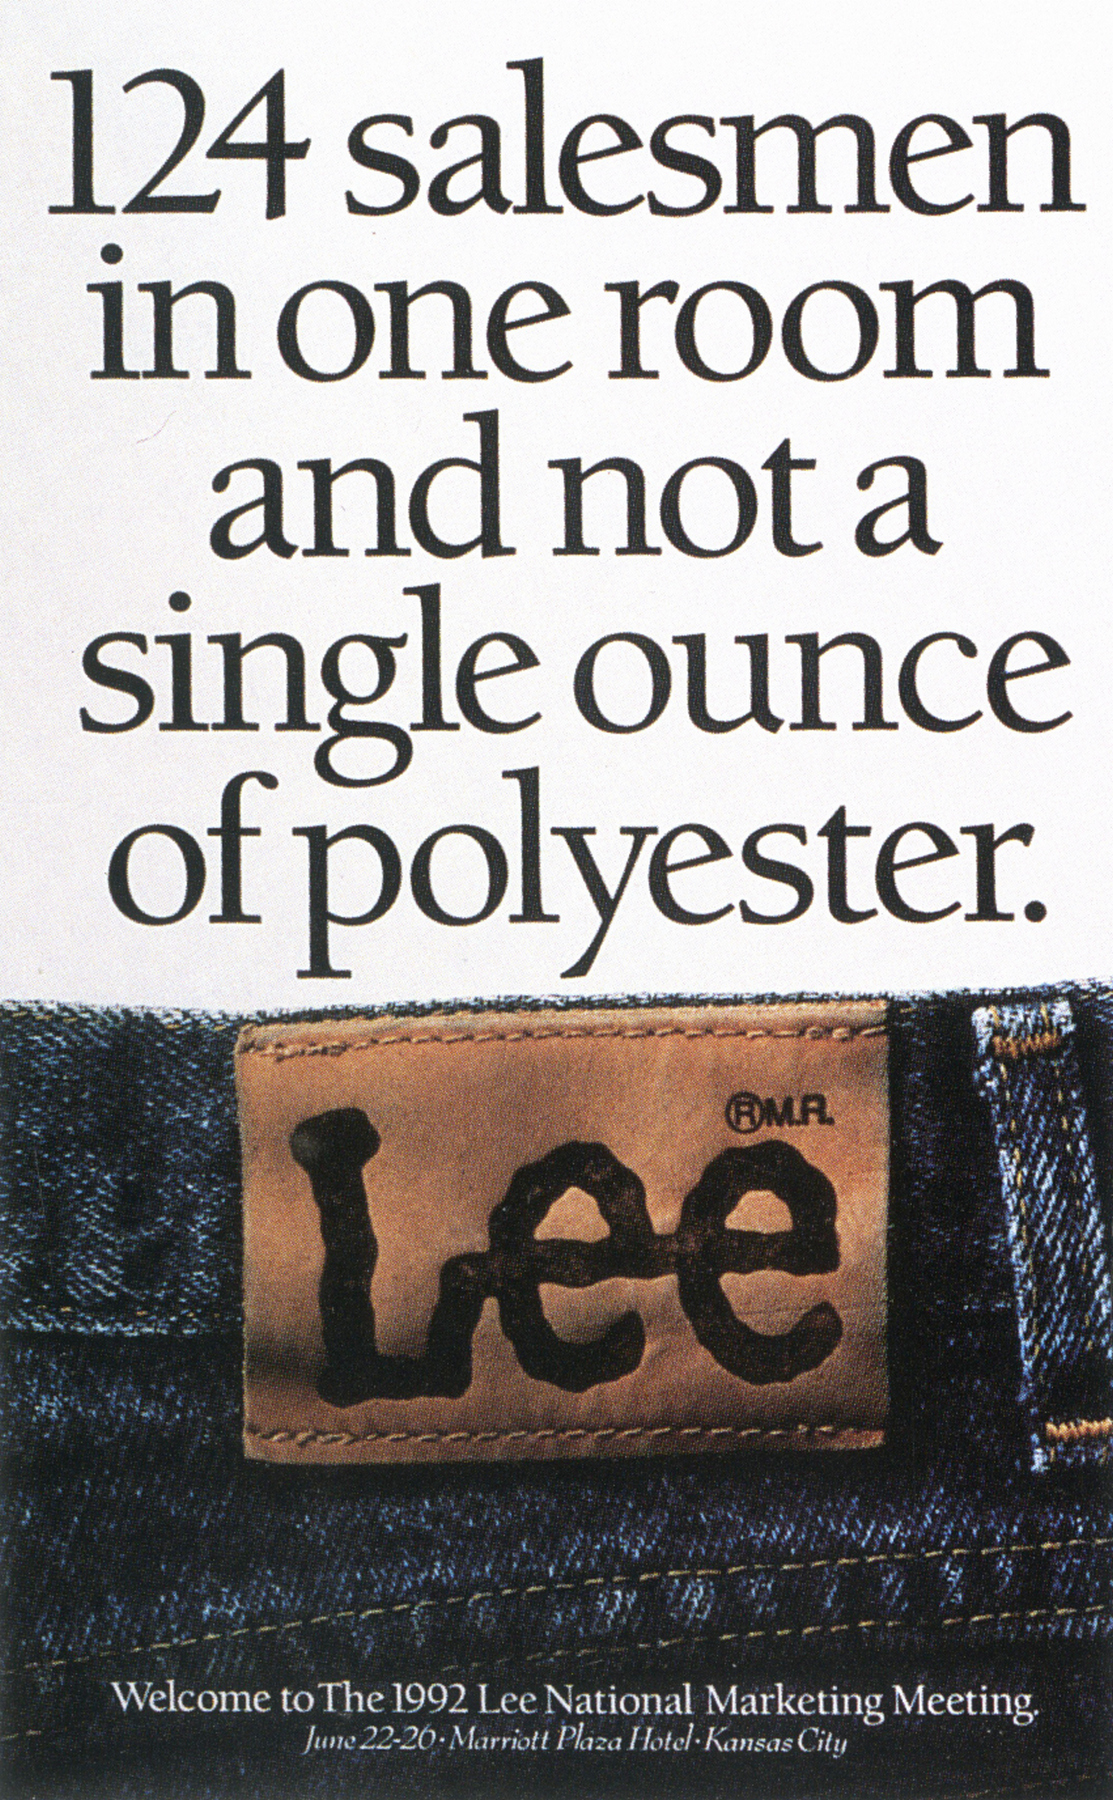 124 salesmen
in one room
and not a
single ounce
of polyester.
®M.R.
Lee
Welcome to The 1992 Lee National Marketing Meeting.
June 22-26·Marriott Plaza Hotel·Kansas City